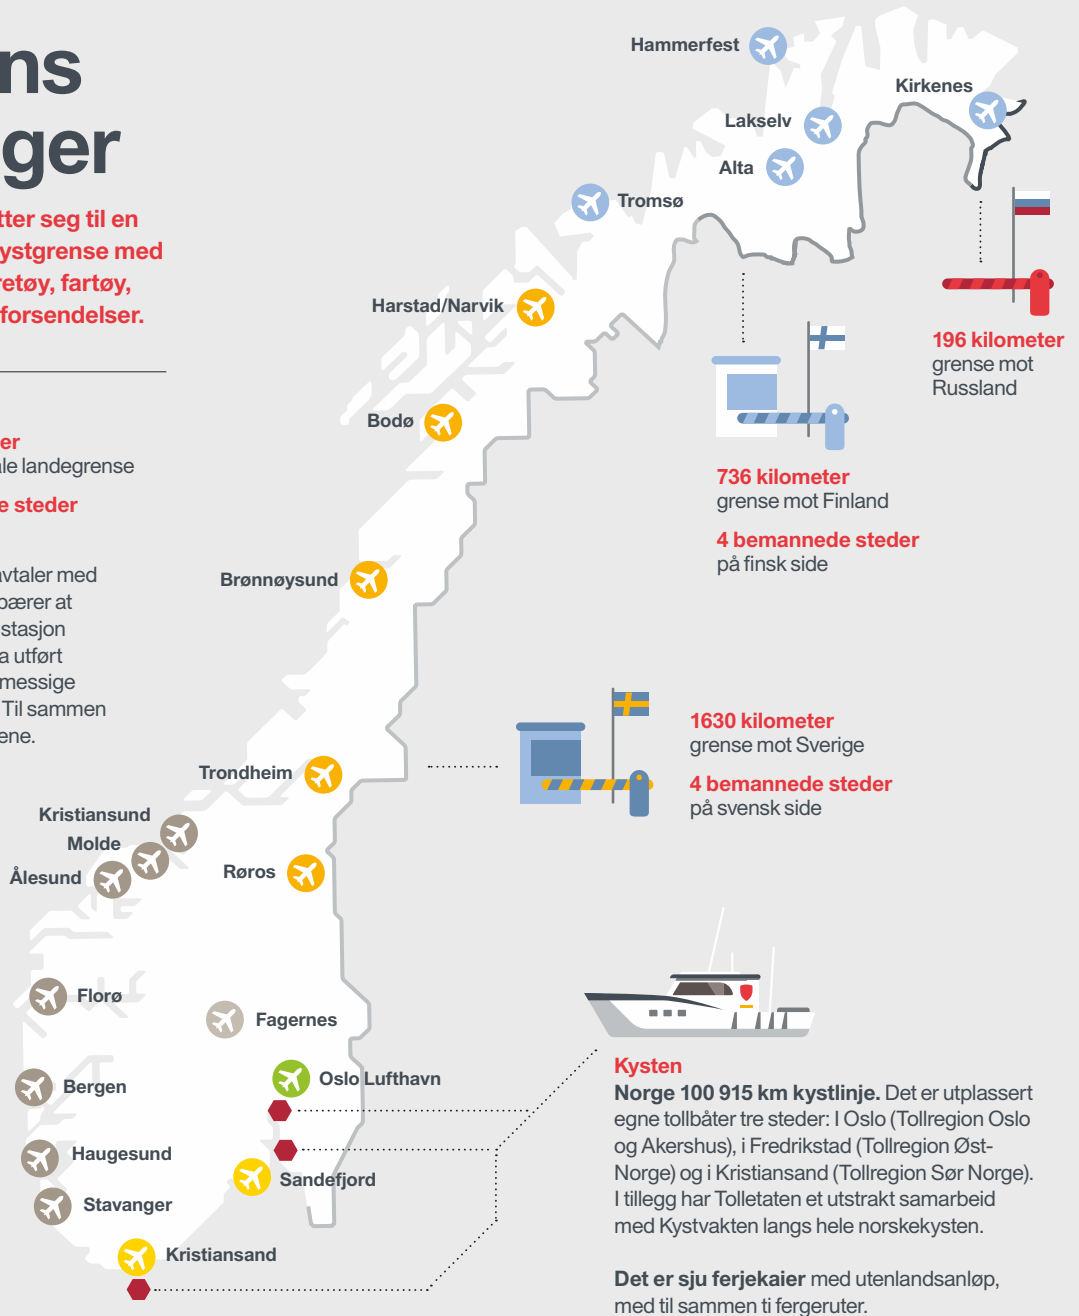 ns
ger
tter seg til en
ystgrense med
retøy, fartøy,
forsendelser.
er
ale landegrense
e steder
avtaler med
bærer at
stasjon
a utført
messige
Til sammen
ene.
Hammerfest
Kirkenes
Lakselv
Alta
Tromsø
Harstad/Narvik
Bodø
Brønnøysund
Trondheim
Kristiansund
Molde
Ålesund
Røros
Florø
Fagernes
Bergen
Oslo Lufthavn
Haugesund
Sandefjord
Stavanger
Kristiansand
196 kilometer
grense mot
Russland
736 kilometer
grense mot Finland
4 bemannede steder
på finsk side
1630 kilometer
grense mot Sverige
4 bemannede steder
på svensk side
Kysten
Norge 100 915 km kystlinje. Det er utplassert
egne tollbåter tre steder: I Oslo (Tollregion Oslo
og Akershus), i Fredrikstad (Tollregion Øst-
Norge) og i Kristiansand (Tollregion Sør Norge).
I tillegg har Tolletaten et utstrakt samarbeid
med Kystvakten langs hele norskekysten.
Det er sju ferjekaier med utenlandsanløp,
med til sammen ti fergeruter.